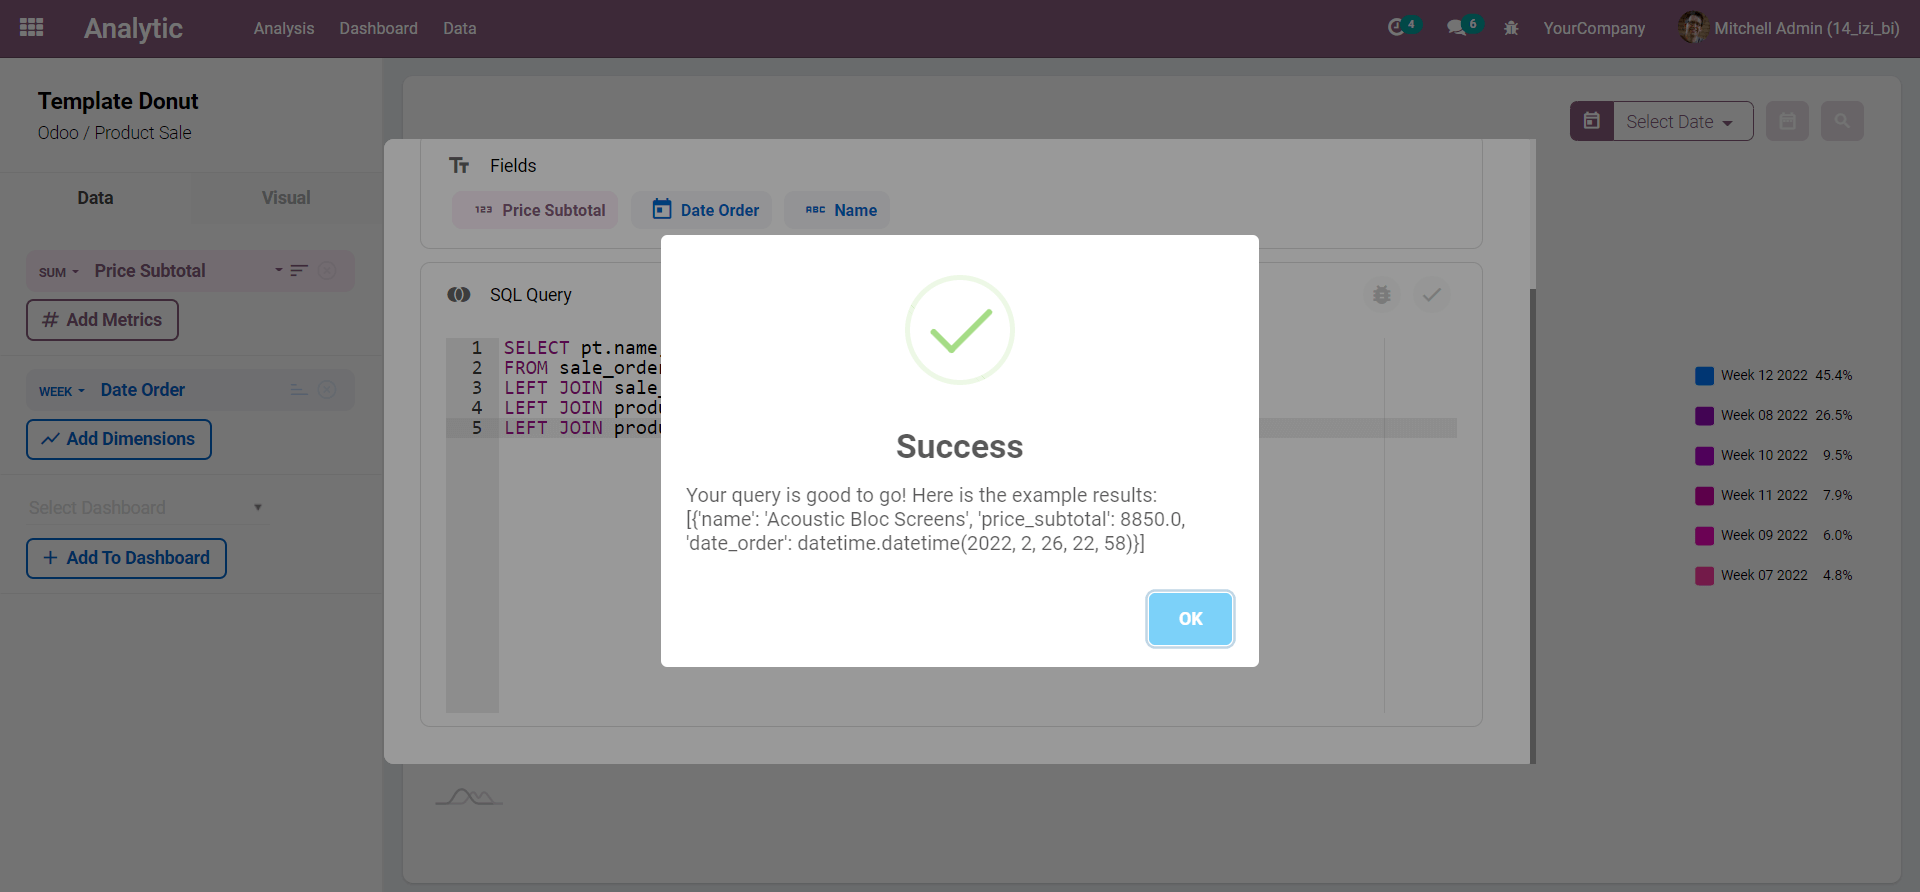 Analytic
Analysis Dashboard Data
4 6 YourCompany Mitchell Admin (14_izi_bi)
Template Donut
Odoo / Product Sale
Data Visual
SUM Price Subtotal
# Add Metrics
WEEK Date Order
Add Dimensions
Select Dashboard
+ Add To Dashboard
Select Date
Fields
123 Price Subtotal Date Order ABC Name
SQL Query
1 SELECT pt.name
2 FROM sale_order
3 LEFT JOIN sale_
4 LEFT JOIN
5 LEFT JOIN
Success
Your query is good to go! Here is the example results:
[{'name': 'Acoustic Bloc Screens', 'price_subtotal': 8850.0,
'date_order': datetime.datetime(2022, 2, 26, 22, 58)}]
OK
Week 12 2022 45.4%
Week 08 2022 26.5%
Week 10 2022 9.5%
Week 11 2022 7.9%
Week 09 2022 6.0%
Week 07 2022 4.8%